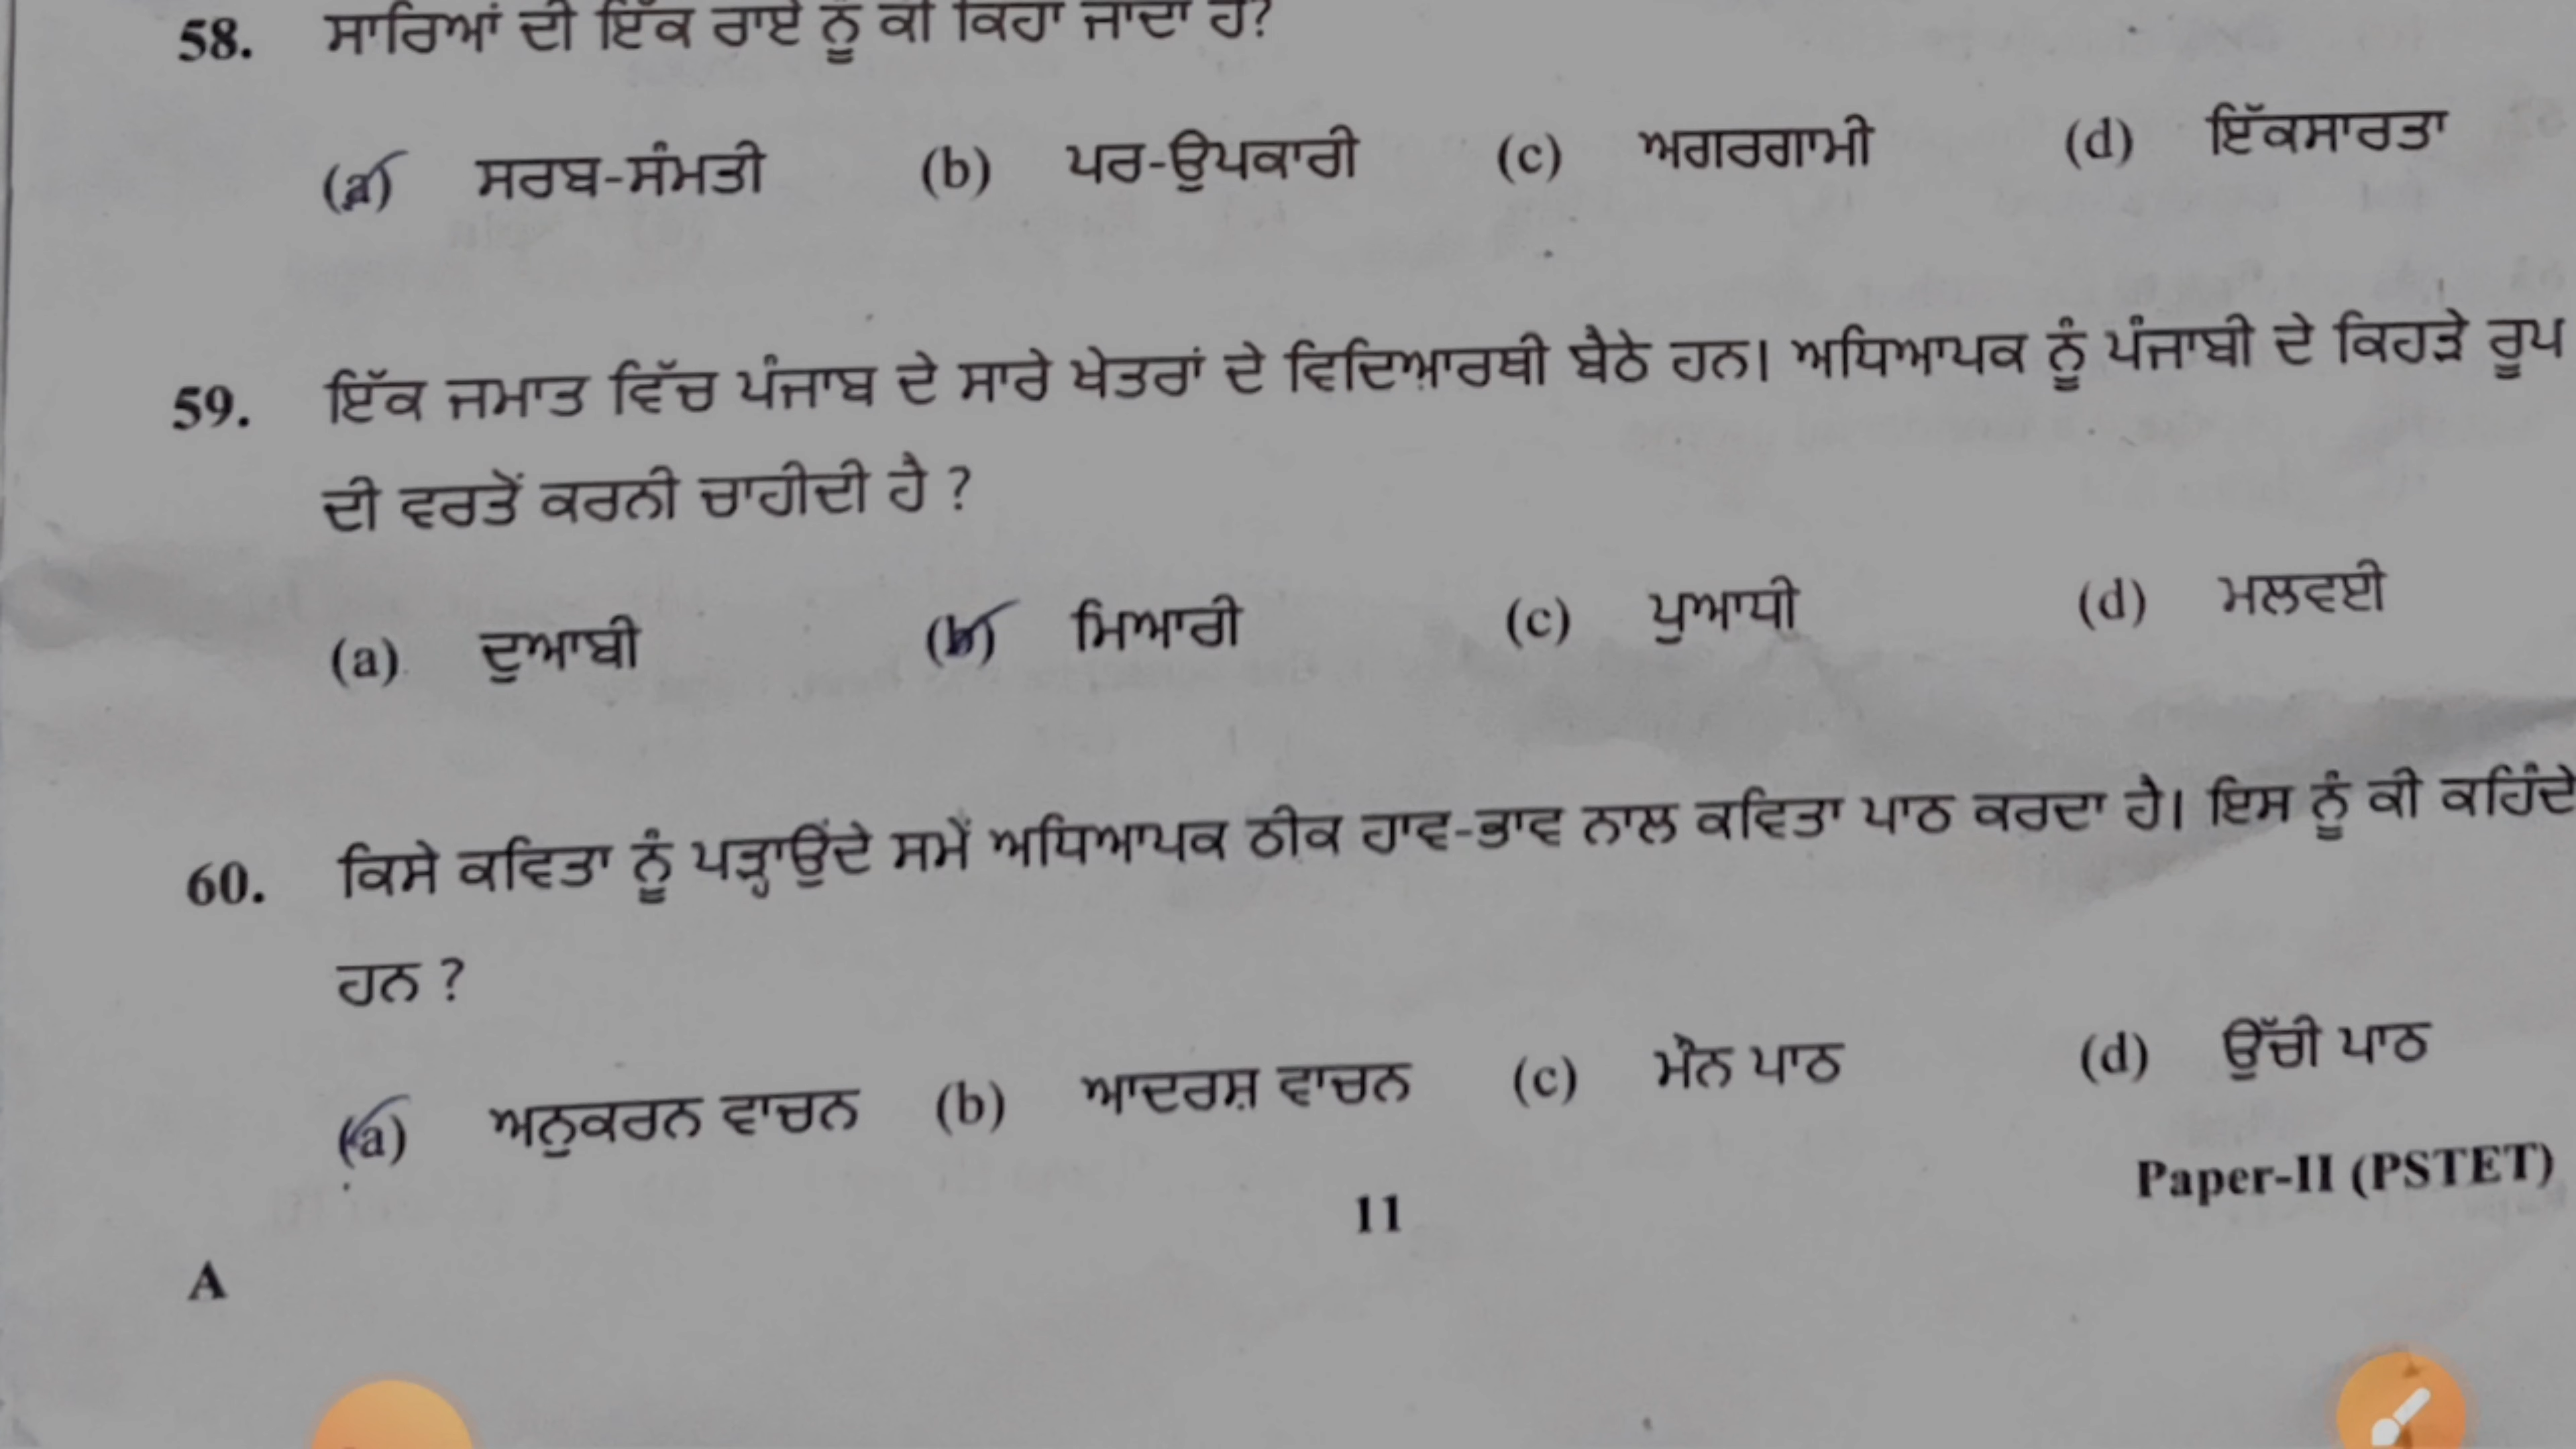 58. ਸਾਰਿਆਂ ਦੀ ਇੱਕ ਰਾਏ ਨੂੰ ਕੀ ਕਿਹਾ ਜਾਂਦਾ ਹੈ?
(a) ਸਰਬ-ਸੰਮਤੀ (b) ਪਰ-ਉਪਕਾਰੀ (c) ਅਗਰਗਾਮੀ (d) ਇੱਕਸਾਰਤਾ
59. ਇੱਕ ਜਮਾਤ ਵਿੱਚ ਪੰਜਾਬ ਦੇ ਸਾਰੇ ਖੇਤਰਾਂ ਦੇ ਵਿਦਿਆਰਥੀ ਬੈਠੇ ਹਨ। ਅਧਿਆਪਕ ਨੂੰ ਪੰਜਾਬੀ ਦੇ ਕਿਹੜੇ ਰੂਪ
ਦੀ ਵਰਤੋਂ ਕਰਨੀ ਚਾਹੀਦੀ ਹੈ ?
(a) ਦੁਆਬੀ (b) ਮਿਆਰੀ (c) ਪੁਆਧੀ (d) ਮਲਵਈ
60. ਕਿਸੇ ਕਵਿਤਾ ਨੂੰ ਪੜ੍ਹਾਉਂਦੇ ਸਮੇਂ ਅਧਿਆਪਕ ਠੀਕ ਹਾਵ-ਭਾਵ ਨਾਲ ਕਵਿਤਾ ਪਾਠ ਕਰਦਾ ਹੈ। ਇਸ ਨੂੰ ਕੀ ਕਹਿੰਦੇ
ਹਨ ?
(a) ਅਨੁਕਰਨ ਵਾਚਨ (b) ਆਦਰਸ਼ ਵਾਚਨ (c) ਮੌਨ ਪਾਠ (d) ਉੱਚੀ ਪਾਠ
Paper-II (PSTET)
11
A